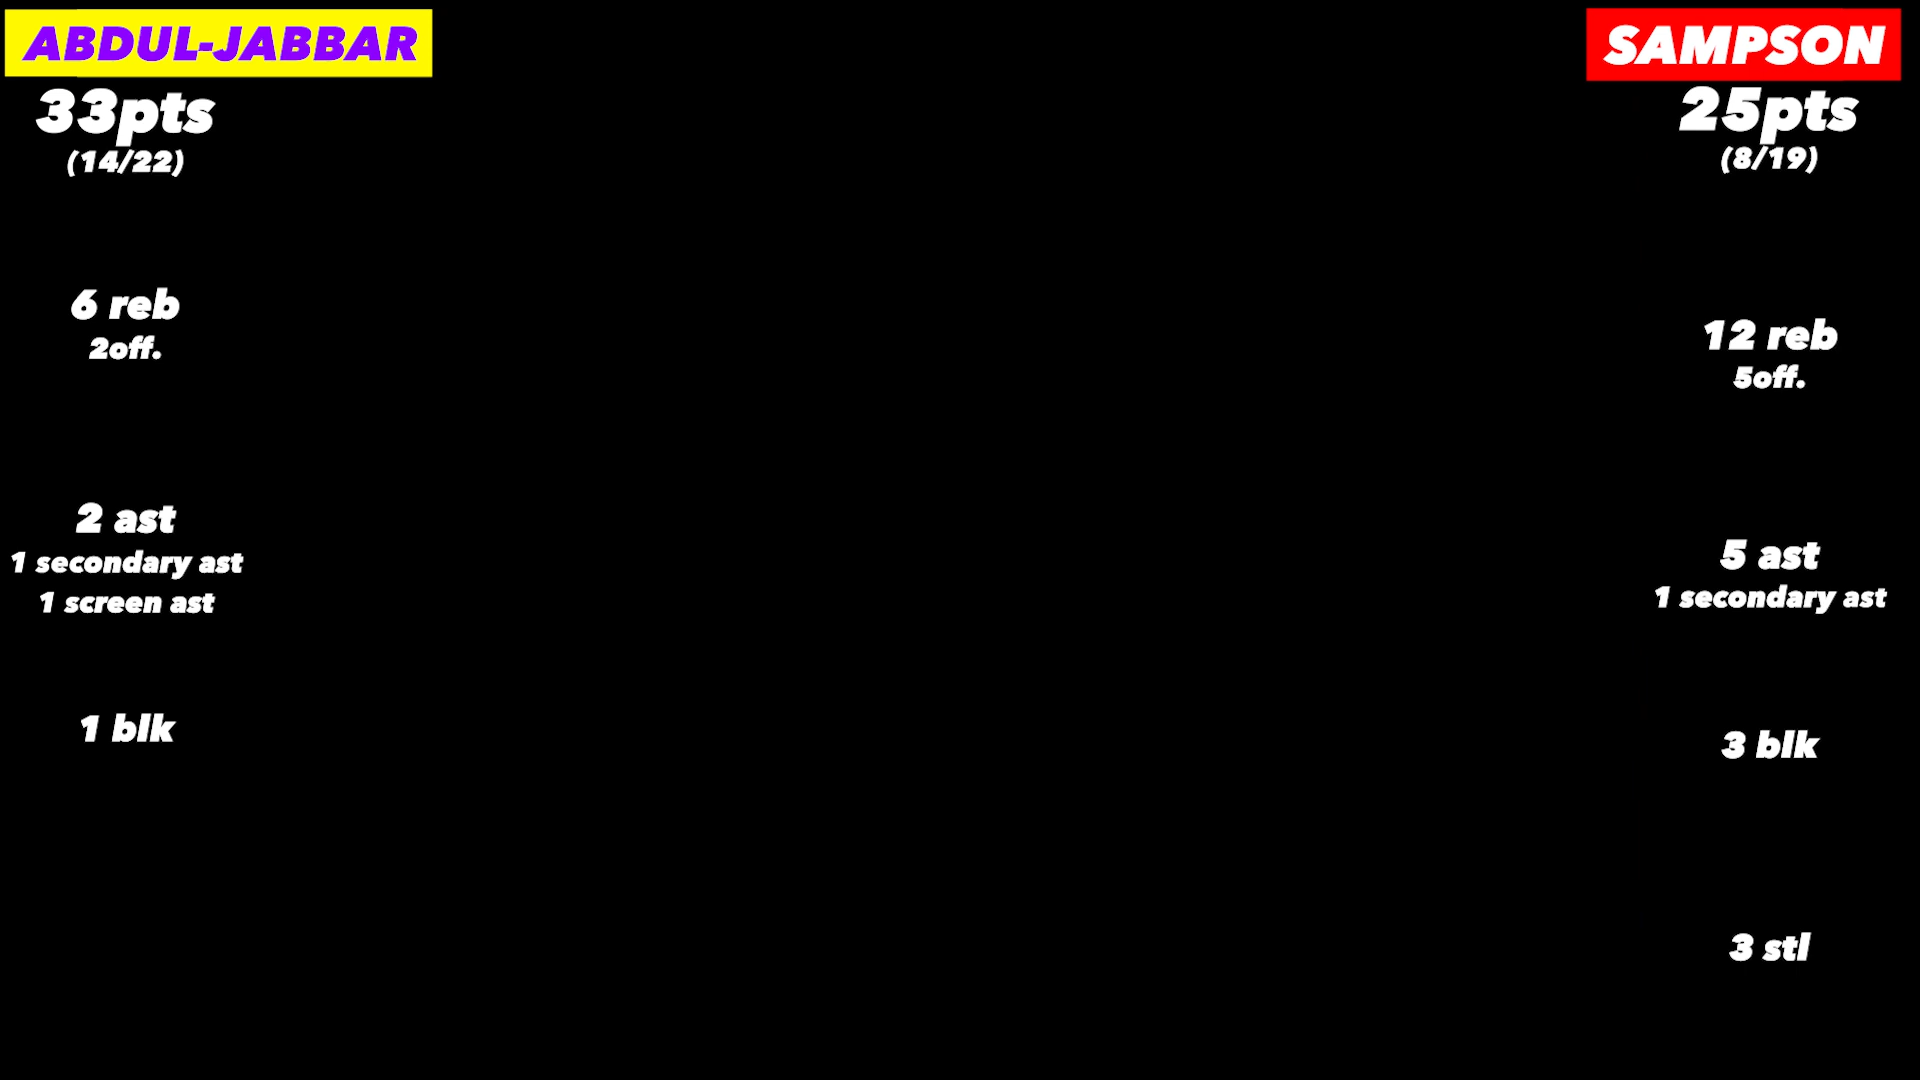 ABDUL-JABBAR
33pts
(14/22)
6 reb
2off.
2 ast
1 secondary ast
1 screen ast
1 blk
SAMPSON
25pts
(8/19)
12 reb
5off.
5 ast
1 secondary ast
3 blk
3 stl